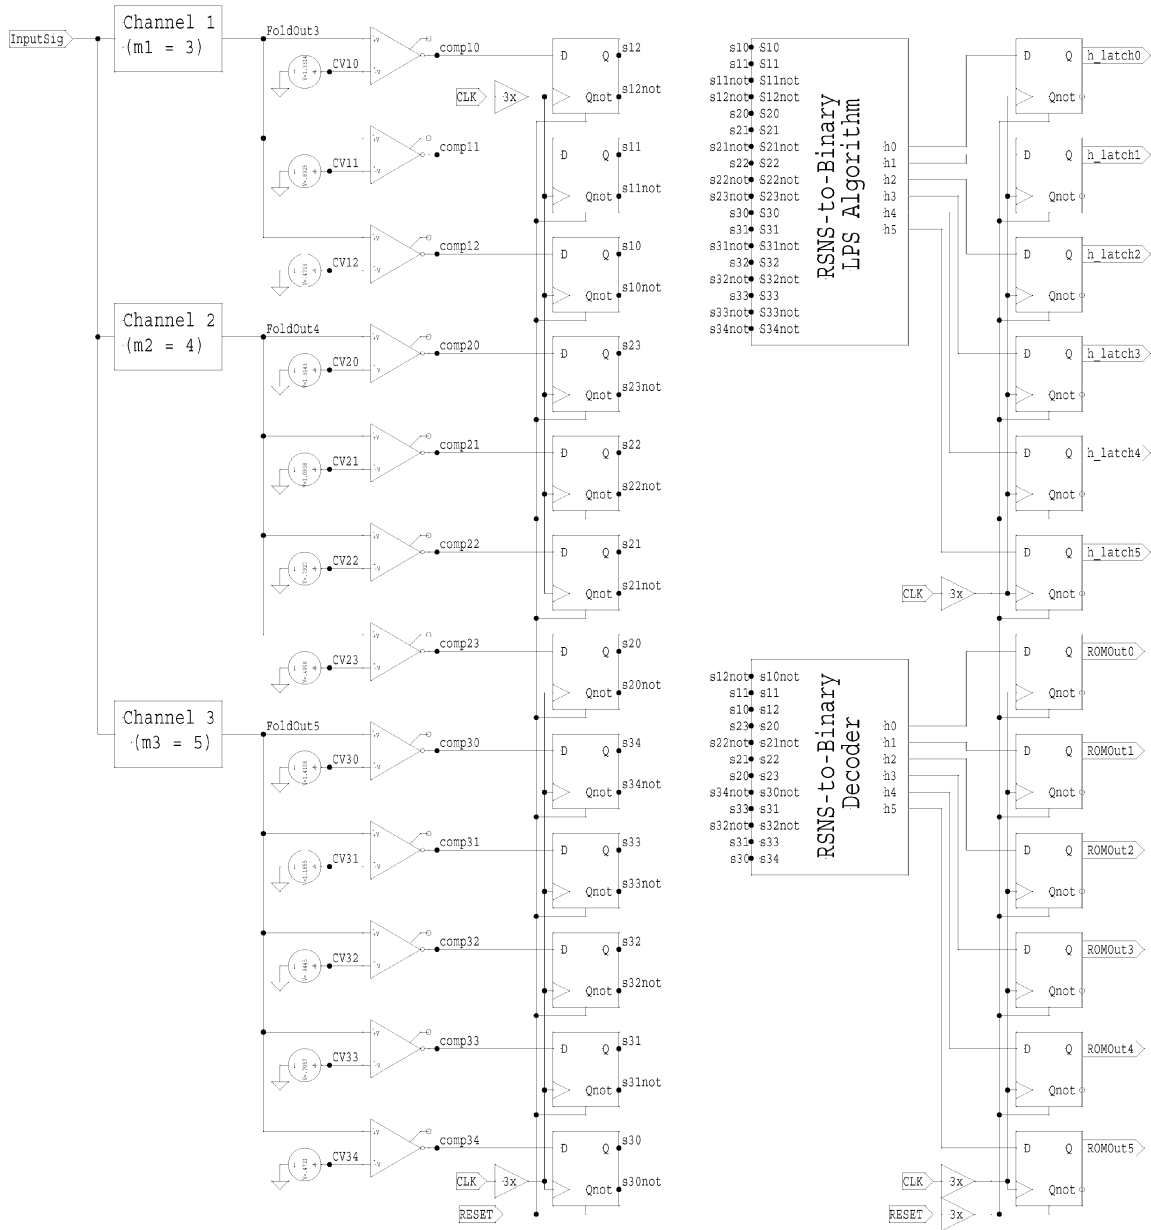 InputSig
Channel 1
(m1 = 3)
Channel 2
(m2 = 4)
Channel 3
(m3 = 5)
FoldOut3
CV10
comp10
CV11
comp11
CV12
comp12
FoldOut4
CV20
comp20
CV21
comp21
CV22
comp22
CV23
comp23
FoldOut5
CV30
comp30
CV31
comp31
CV32
comp32
CV33
comp33
CV34
comp34
CLK 3x
D Q s12
Qnot s12not
D Q s11
Qnot s11not
D Q s10
Qnot s10not
D Q s23
Qnot s23not
D Q s22
Qnot s22not
D Q s21
Qnot s21not
D Q s20
Qnot s20not
D Q s34
Qnot s34not
D Q s33
Qnot s33not
D Q s32
Qnot s32not
D Q s31
Qnot s31not
D Q s30
Qnot s30not
CLK 3x
RESET
s10 S10
s11 S11
s11not S11not
s12not S12not
s20 S20
s21 S21
s21not S21not
s22 S22
s22not S22not
s23not S23not
s30 S30
s31 S31
s31not S31not
s32 S32
s32not S32not
s33 S33
s33not S33not
s34not S34not
RSNS-to-Binary
LPS Algorithm
h0
h1
h2
h3
h4
h5
s12not s10not
s11 s11
s10 s12
s23 s20
s22not s21not
s21 s22
s20 s23
s34not s30not
s33 s31
s32not s32not
s31 s33
s30 s34
RSNS-to-Binary
Decoder
h0
h1
h2
h3
h4
h5
D Q h_latch0
Qnot
D Q h_latch1
Qnot
D Q h_latch2
Qnot
D Q h_latch3
Qnot
D Q h_latch4
Qnot
D Q h_latch5
CLK 3x Qnot
D Q ROMOut0
Qnot
D Q ROMOut1
Qnot
D Q ROMOut2
Qnot
D Q ROMOut3
Qnot
D Q ROMOut4
Qnot
D Q ROMOut5
CLK 3x Qnot
RESET 3x